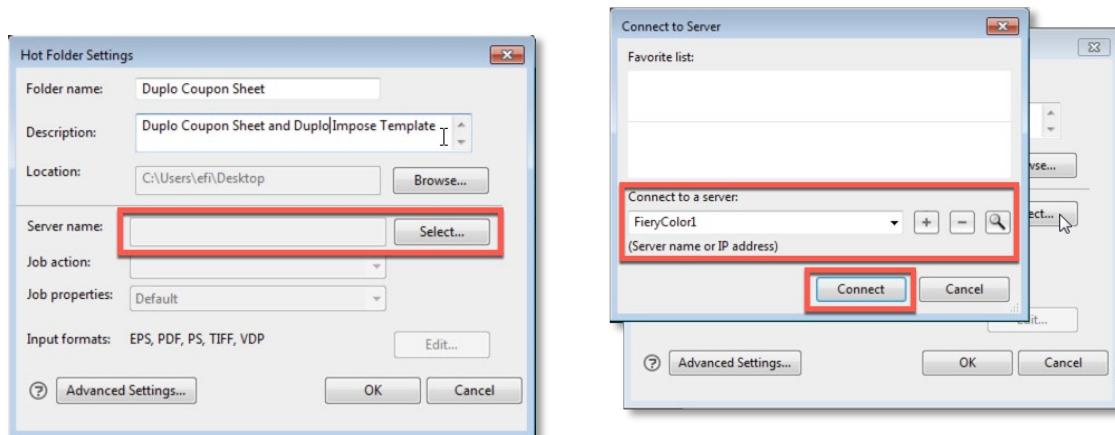 Hot Folder Settings
Folder name: Duplo Coupon Sheet
Description: Duplo Coupon Sheet and Duplo Impose Template
Location: C:\Users\efi\Desktop Browse...
Server name: Select...
Job action:
Job properties: Default
Input formats: EPS, PDF, PS, TIFF, VDP Edit...
? Advanced Settings... OK Cancel
Connect to Server
Favorite list:
Connect to a server:
FieryColor1 + −
(Server name or IP address)
Connect Cancel
? Advanced Settings... OK Cancel